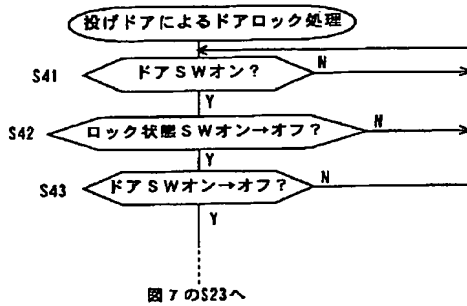 投げドアによるドアロック処理
S41 ドアSWオン? N
Y
S42 ロック状態SWオン→オフ? N
Y
S43 ドアSWオン→オフ? N
Y
図7のS23へ